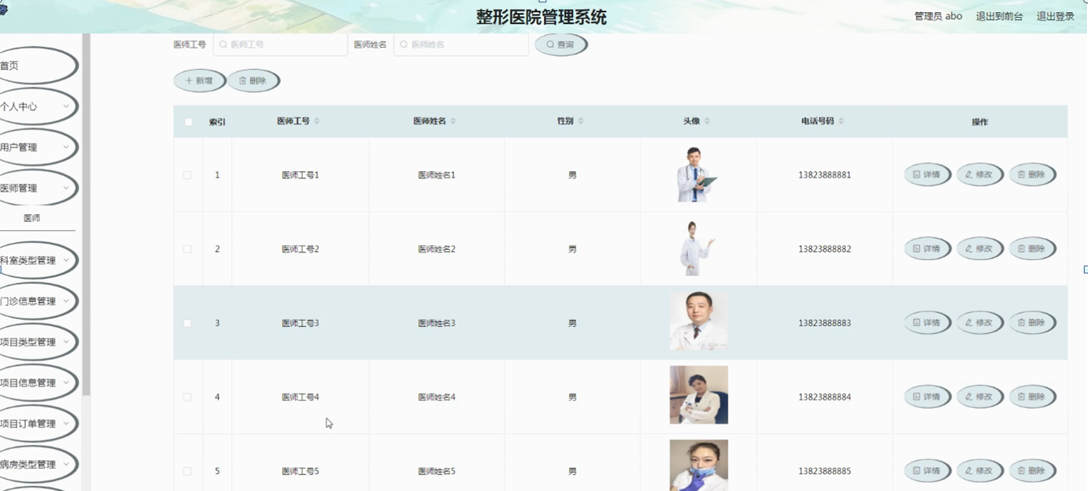 整形医院管理系统
管理员 abo 退出到前台 退出登录
医师工号 医师工号 医师姓名 医师姓名 查询
新增 删除
首页
个人中心
用户管理
医师管理
医师
科室类型管理
门诊信息管理
项目类型管理
项目信息管理
项目订单管理
病房类型管理
索引 医师工号 医师姓名 性别 头像 电话号码 操作
1 医师工号1 医师姓名1 男 13823888881 详情 修改 删除
2 医师工号2 医师姓名2 男 13823888882 详情 修改 删除
3 医师工号3 医师姓名3 男 13823888883 详情 修改 删除
4 医师工号4 医师姓名4 男 13823888884 详情 修改 删除
5 医师工号5 医师姓名5 男 13823888885 详情 修改 删除